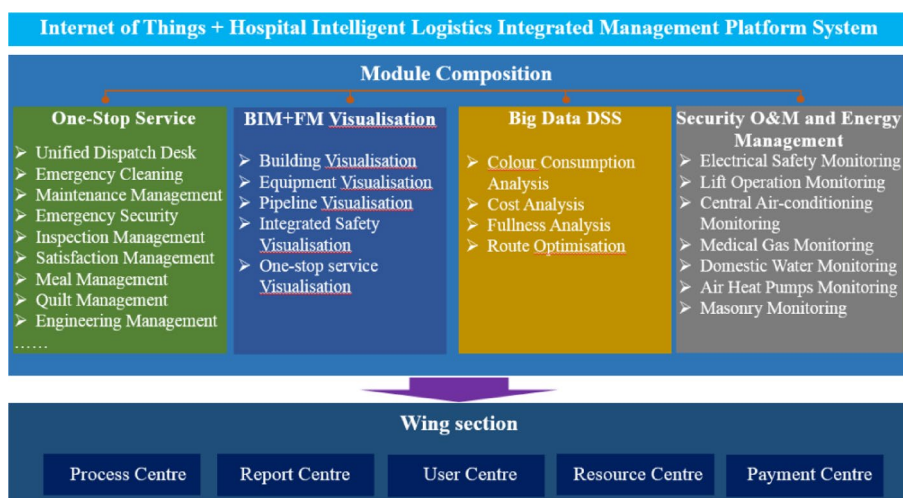 Internet of Things + Hospital Intelligent Logistics Integrated Management Platform System
Module Composition
One-Stop Service
Unified Dispatch Desk
Emergency Cleaning
Maintenance Management
Emergency Security
Inspection Management
Satisfaction Management
Meal Management
Quilt Management
Engineering Management
……
BIM+FM Visualisation
Building Visualisation
Equipment Visualisation
Pipeline Visualisation
Integrated Safety
Visualisation
One-stop service
Visualisation
Big Data DSS
Colour Consumption
Analysis
Cost Analysis
Fullness Analysis
Route Optimisation
Security O&M and Energy
Management
Electrical Safety Monitoring
Lift Operation Monitoring
Central Air-conditioning
Monitoring
Medical Gas Monitoring
Domestic Water Monitoring
Air Heat Pumps Monitoring
Masonry Monitoring
Wing section
Process Centre
Report Centre
User Centre
Resource Centre
Payment Centre